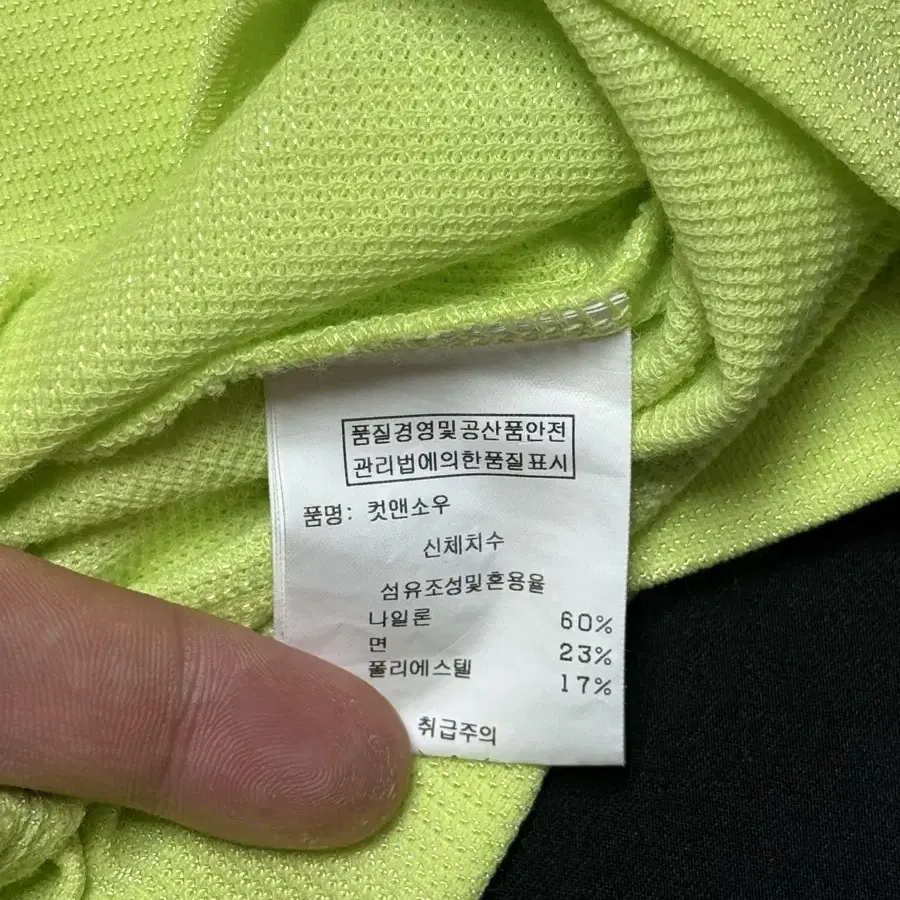 품질경영및공산품안전
관리법에의한품질표시
품명: 컷앤소우
신체치수
섬유조성및혼용율
나일론 60%
면 23%
폴리에스텔 17%
취급주의